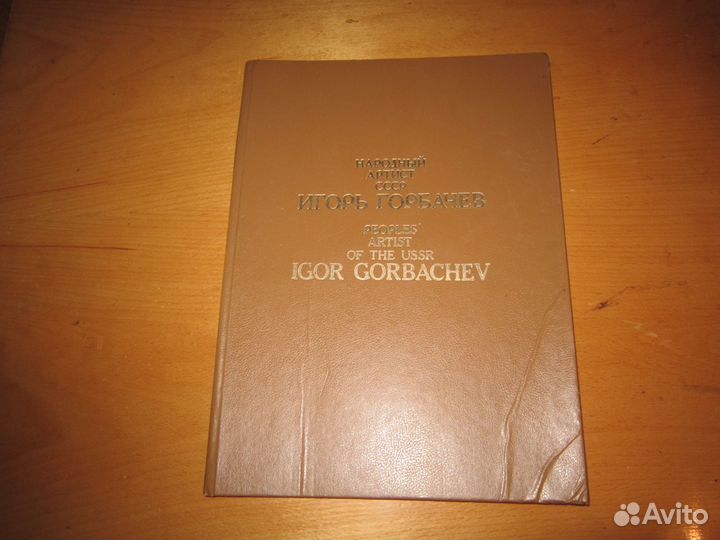 НАРОДНЫЙ
АРТИСТ
СССР
ИГОРЬ ГОРБАЧЕВ
PEOPLES'
ARTIST
OF THE USSR
IGOR GORBACHEV
Avito